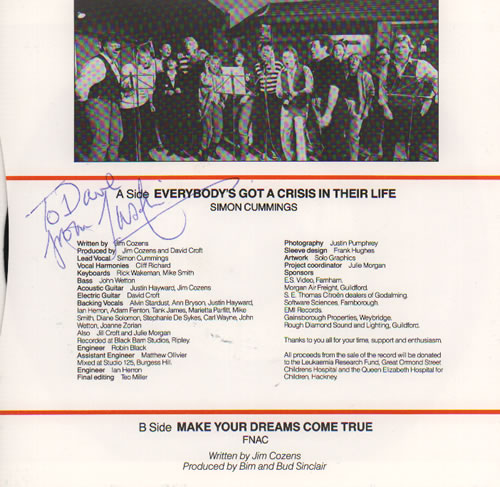 To Dave
from
A Side EVERYBODY'S GOT A CRISIS IN THEIR LIFE
SIMON CUMMINGS
Written by Jim Cozens
Produced by Jim Cozens and David Croft
Lead Vocal Simon Cummings
Vocal Harmonies Cliff Richard
Keyboards Rick Wakeman, Mike Smith
Bass John Wetton
Acoustic Guitar Justin Hayward, Jim Cozens
Electric Guitar David Croft
Backing Vocals Alvin Stardust, Ann Bryson, Justin Hayward,
Ian Herron, Adam Fenton, Tank James, Marietta Parfitt, Mike
Smith, Diane Solomon, Stephanie De Sykes, Carl Wayne, John
Wetton, Joanne Zorian
Also Jill Croft and Julie Morgan
Recorded at Black Barn Studios, Ripley.
Engineer Robin Black
Assistant Engineer Matthew Ollivier
Mixed at Studio 125, Burgess Hill.
Engineer Ian Herron
Final editing Teo Miller
Photography Justin Pumphrey
Sleeve design Frank Hughes
Artwork Solo Graphics
Project coordinator Julie Morgan
Sponsors
E.S. Video, Farnham.
Morgan Air Freight, Guildford.
S. E. Thomas Citroën dealers of Godalming.
Software Sciences, Farnborough.
EMI Records.
Gainsborough Properties, Weybridge.
Rough Diamond Sound and Lighting, Guildford.
Thanks to you all for your time, support and enthusiasm.
All proceeds from the sale of the record will be donated
to the Leukaemia Research Fund, Great Ormond Street
Childrens Hospital and the Queen Elizabeth Hospital for
Children, Hackney.
B Side MAKE YOUR DREAMS COME TRUE
FNAC
Written by Jim Cozens
Produced by Bim and Bud Sinclair